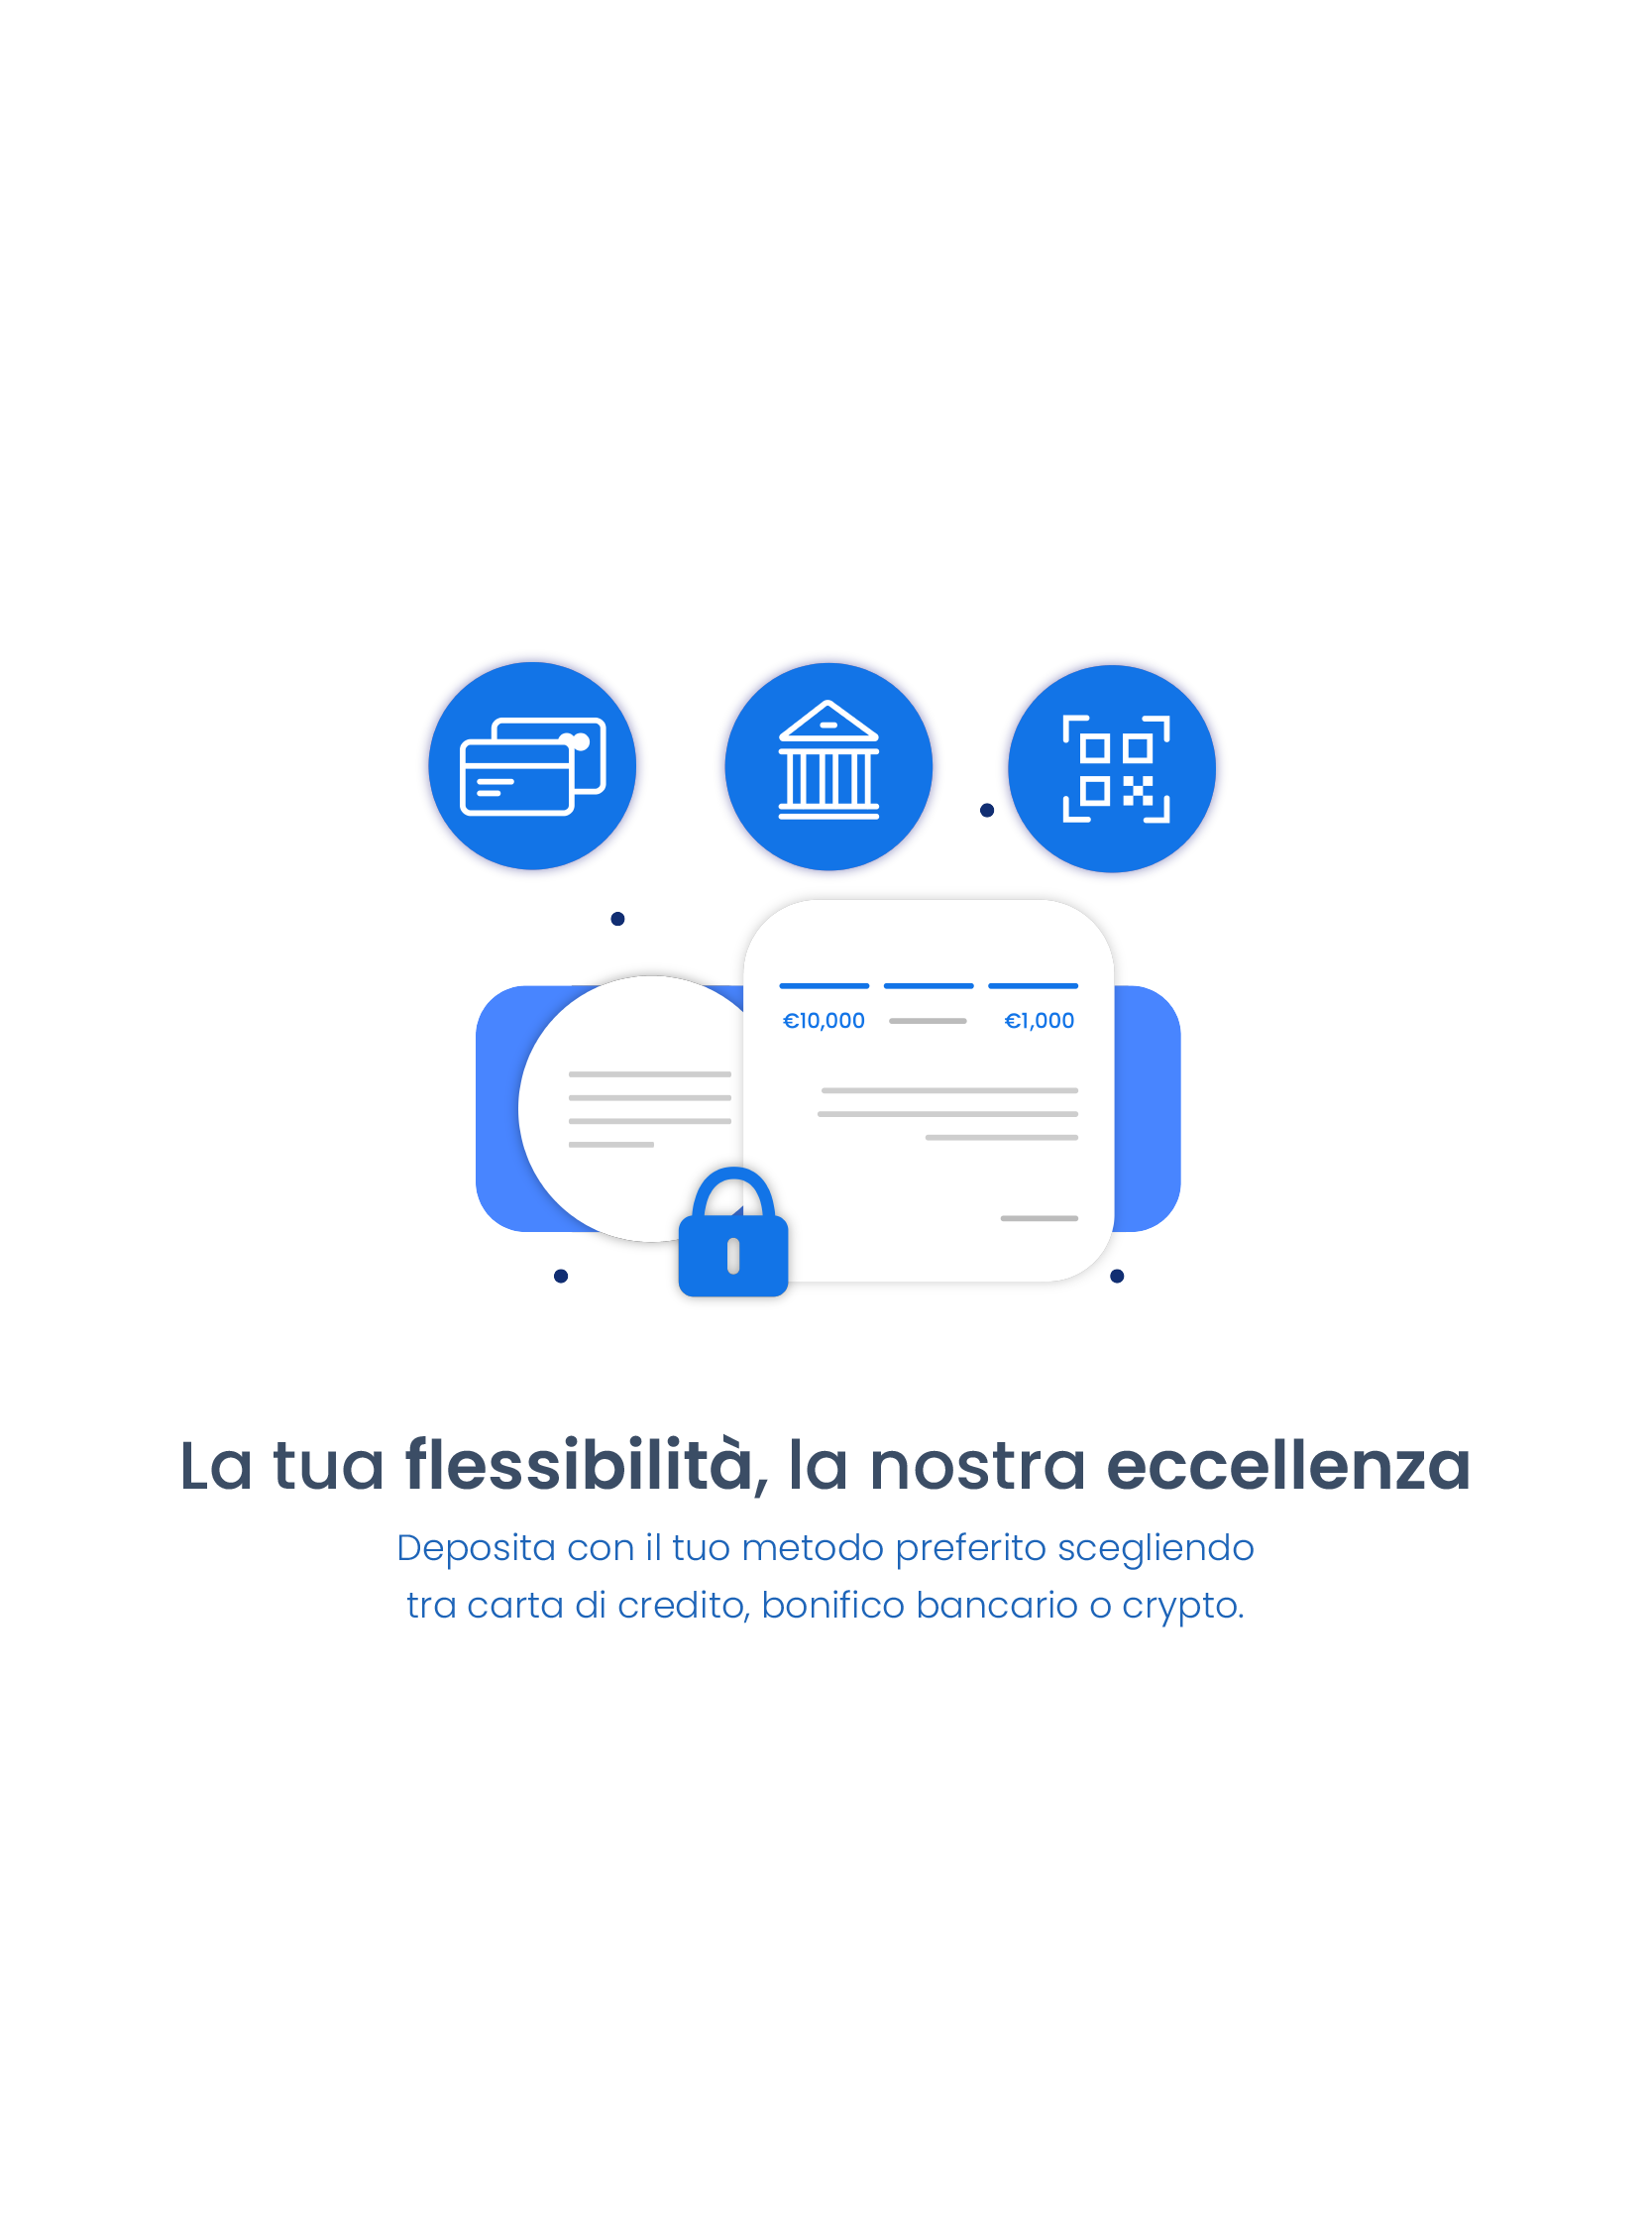 €10,000 €1,000
La tua flessibilità, la nostra eccellenza
Deposita con il tuo metodo preferito scegliendo
tra carta di credito, bonifico bancario o crypto.